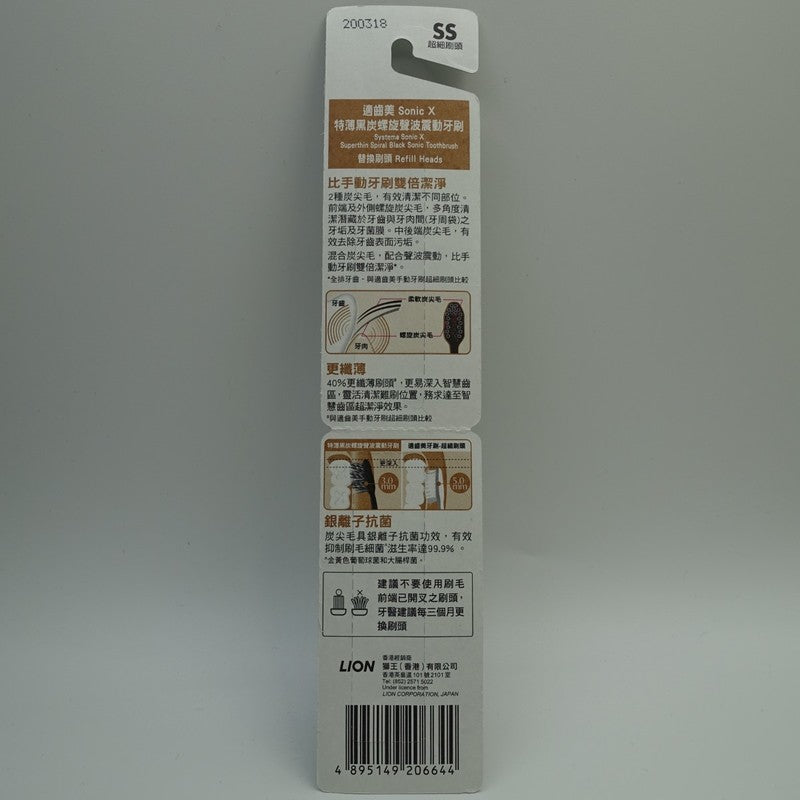 200318
SS
超細刷頭
適齒美 Sonic X
特薄黑炭螺旋聲波震動牙刷
Systema Sonic X
Superthin Spiral Black Sonic Toothbrush
替換刷頭 Refill Heads
比手動牙刷雙倍潔淨
2種炭尖毛，有效清潔不同部位。
前端及外側螺旋炭尖毛，多角度清
潔潛藏於牙齒與牙肉間(牙周袋)之
牙垢及牙菌膜。中後端炭尖毛，有
效去除牙齒表面污垢。
混合炭尖毛，配合聲波震動，比手
動牙刷雙倍潔淨*。
*全排牙齒，與適齒美手動牙刷超細刷頭比較
牙齒
柔軟炭尖毛
螺旋炭尖毛
牙肉
更纖薄
40%更纖薄刷頭#，更易深入智慧齒
區，靈活清潔難刷位置，務求達至智
慧齒區超潔淨效果。
#與適齒美手動牙刷超細刷頭比較
特薄黑炭螺旋聲波震動牙刷
適齒美牙刷-超細刷頭
更深入
3.0
mm
5.0
mm
銀離子抗菌
炭尖毛具銀離子抗菌功效，有效
抑制刷毛細菌^滋生率達99.9%。
^金黃色葡萄球菌和大腸桿菌。
建議不要使用刷毛
前端已開叉之刷頭，
牙醫建議每三個月更
換刷頭
香港經銷商
LION 獅王(香港)有限公司
香港英皇道101號2101室
Tel: (852) 2571 5022
Under licence from
LION CORPORATION, JAPAN
4 895149 206644